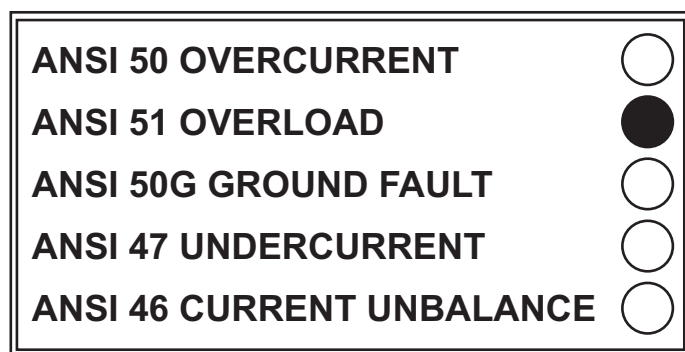 ANSI 50 OVERCURRENT
ANSI 51 OVERLOAD
ANSI 50G GROUND FAULT
ANSI 47 UNDERCURRENT
ANSI 46 CURRENT UNBALANCE